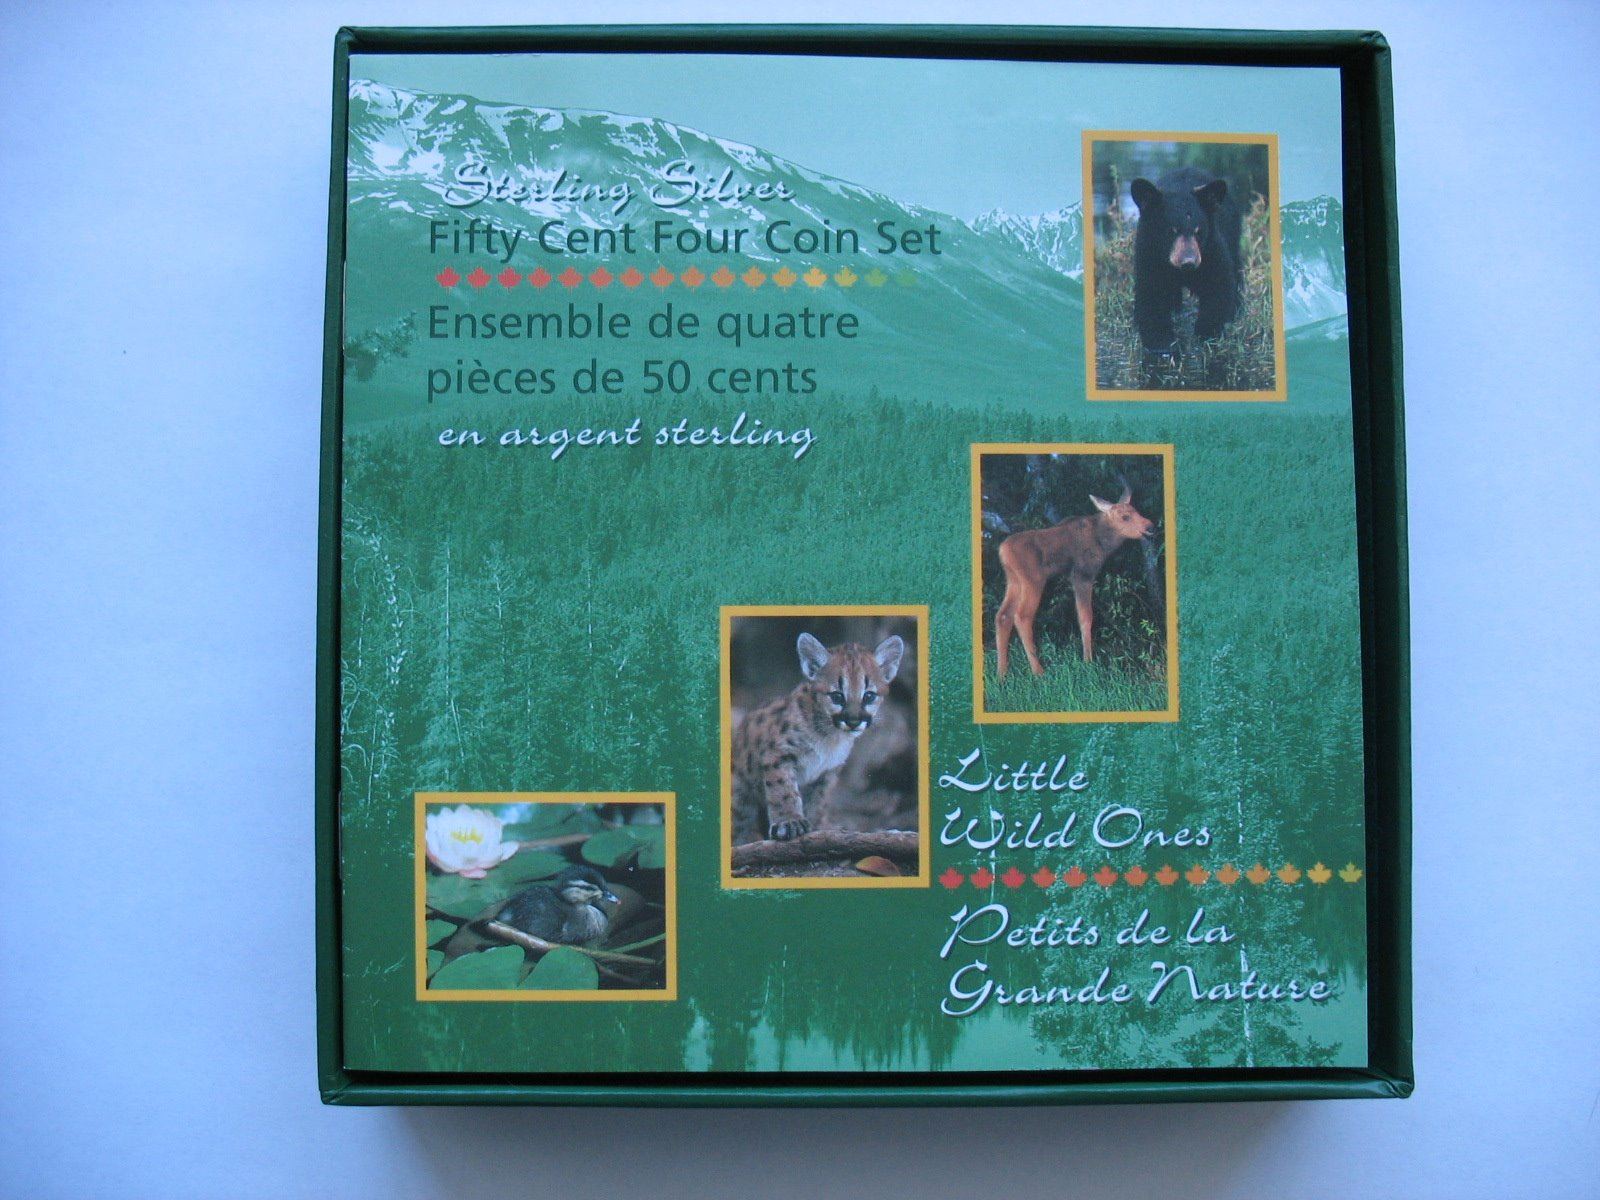 Sterling Silver
Fifty Cent Four Coin Set
Ensemble de quatre
pièces de 50 cents
en argent sterling
Little
Wild Ones
Petits de la
Grande Nature